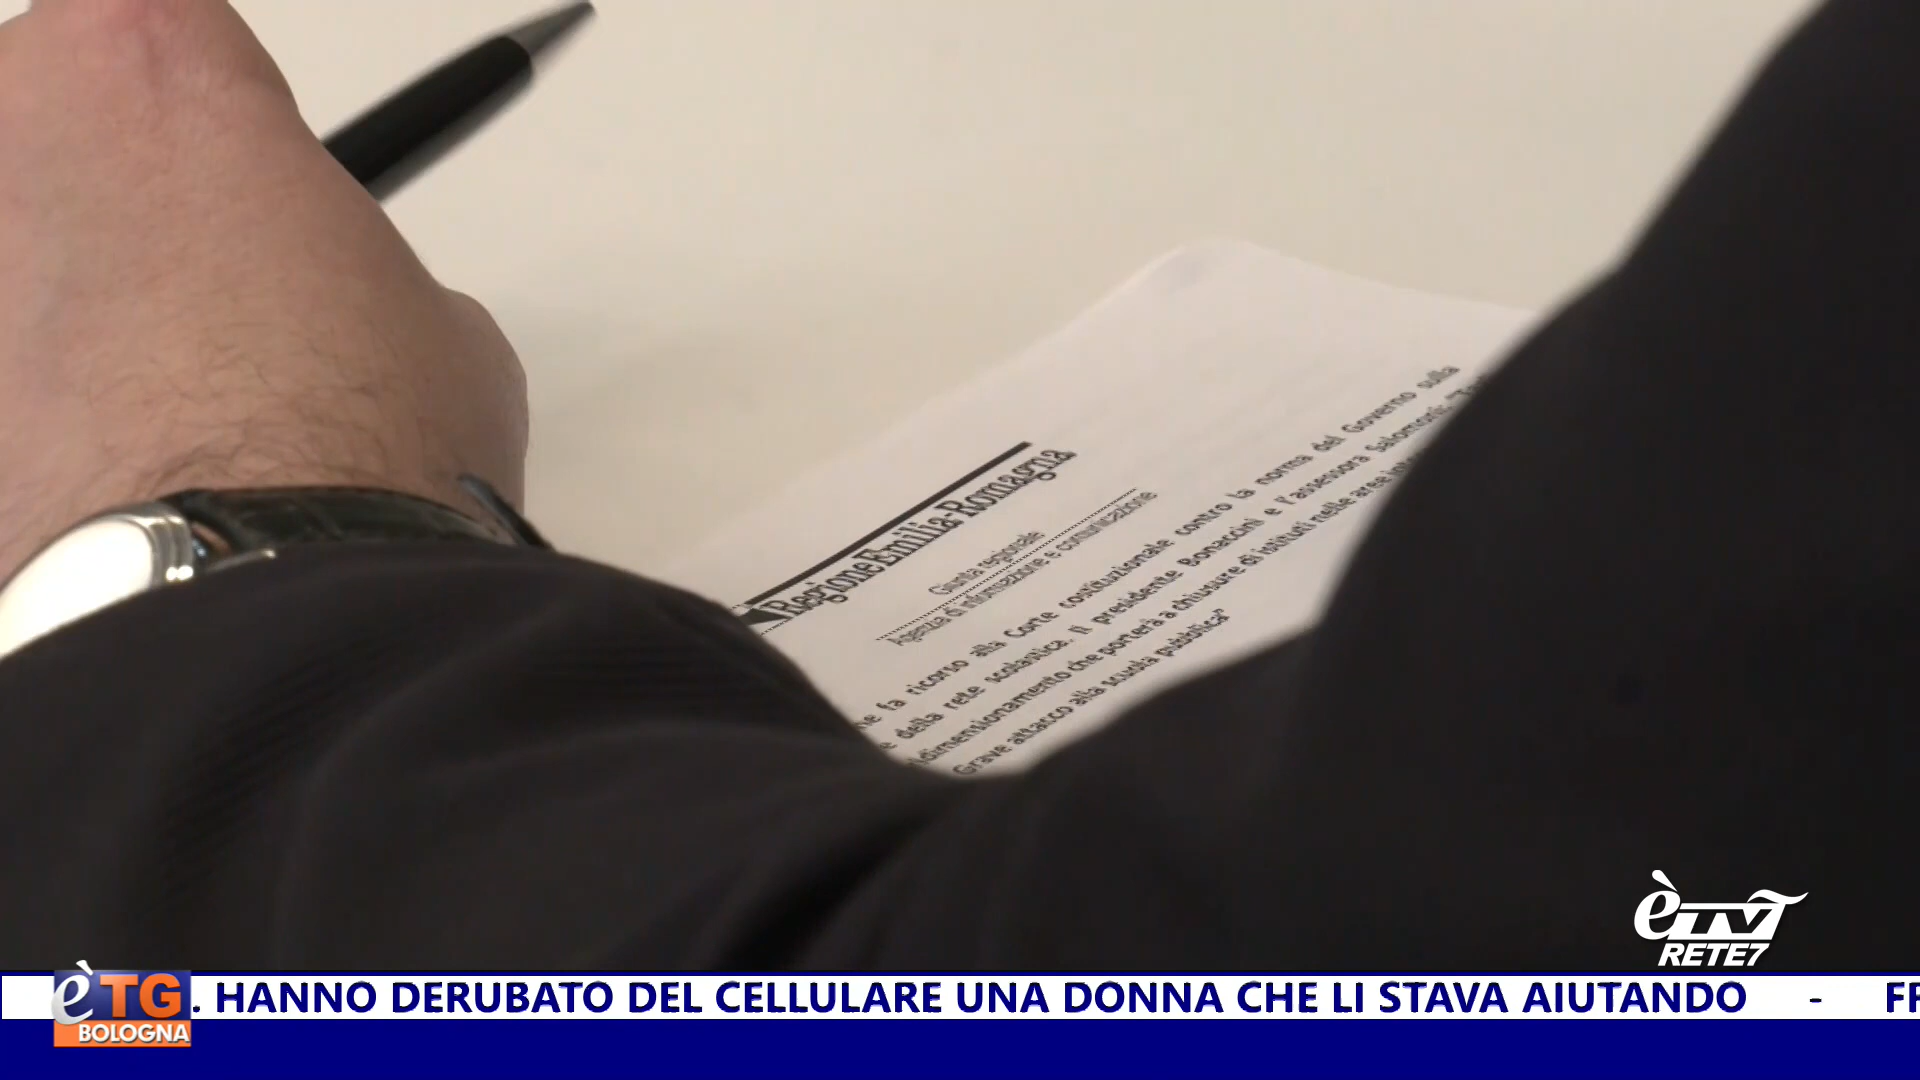 RegioneEmilia-Romagna
Giunta regionale
Agenzia di informazione e comunicazione
fa ricorso alla Corte costituzionale contro la norma del Governo sulla
della rete scolastica. Il presidente Bonaccini e l'assessora Salomoni:
dimensionamento che porterà a chiusure di istituti nelle aree
Grave attacco alla scuola pubblica"
èTV
RETE7
. HANNO DERUBATO DEL CELLULARE UNA DONNA CHE LI STAVA AIUTANDO -
èTG
BOLOGNA